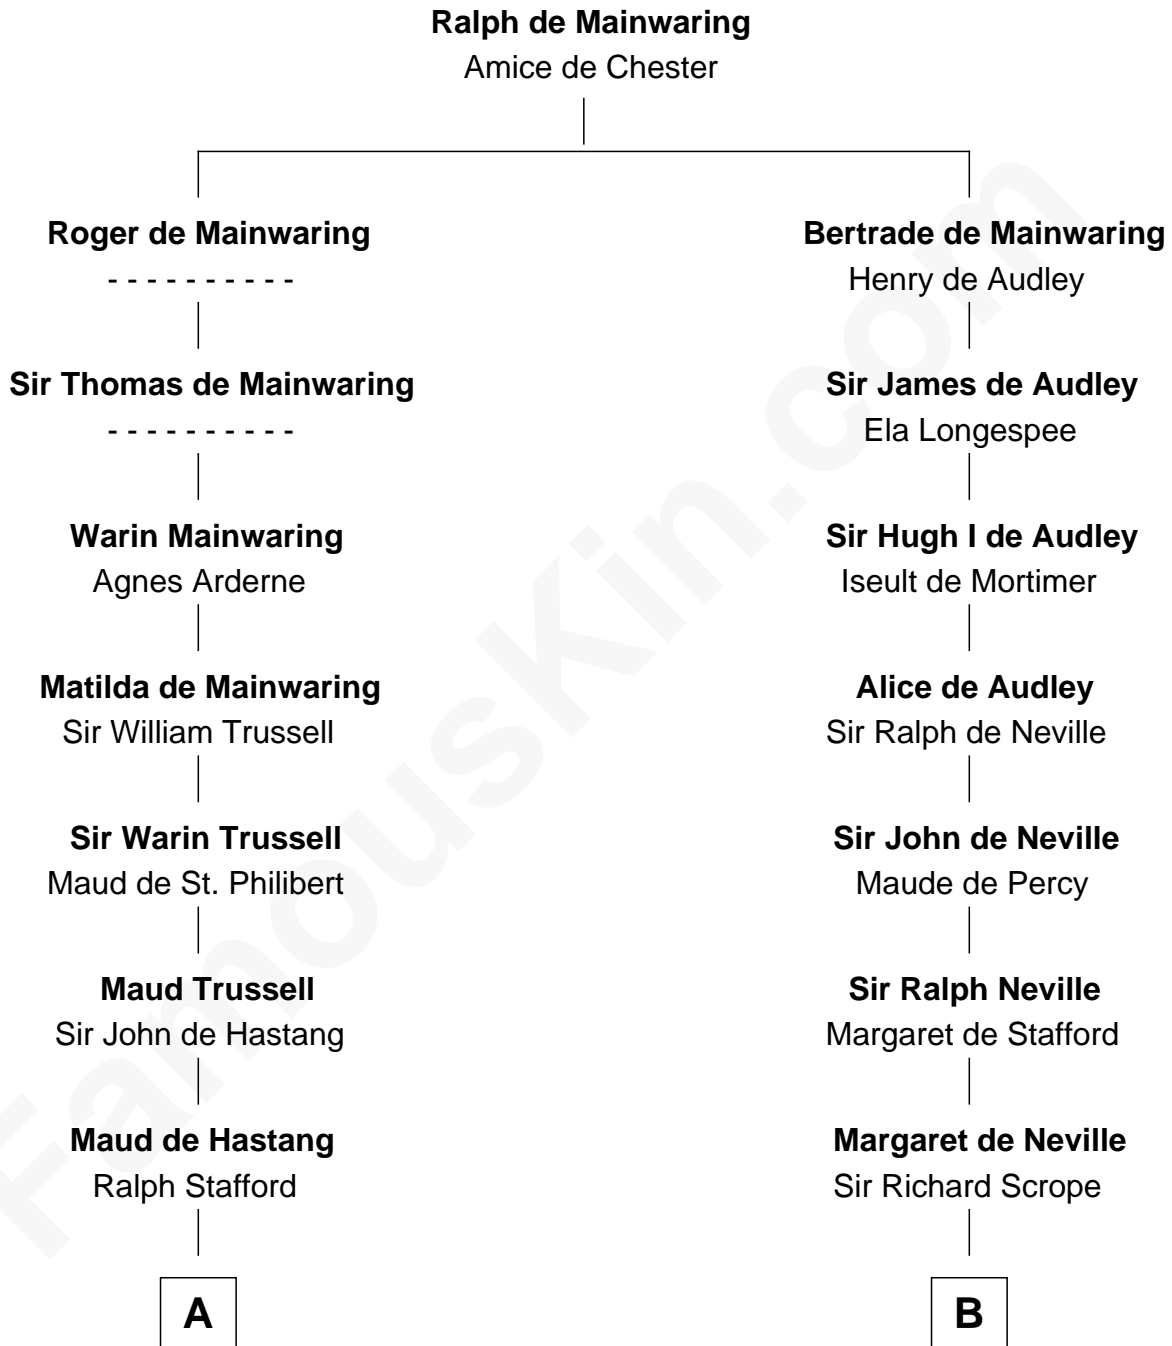 Ralph de Mainwaring
Amice de Chester
Roger de Mainwaring
- - - - - - - - - -
Sir Thomas de Mainwaring
- - - - - - - - - -
Warin Mainwaring
Agnes Arderne
Matilda de Mainwaring
Sir William Trussell
Sir Warin Trussell
Maud de St. Philibert
Maud Trussell
Sir John de Hastang
Maud de Hastang
Ralph Stafford
A
Bertrade de Mainwaring
Henry de Audley
Sir James de Audley
Ela Longespee
Sir Hugh I de Audley
Iseult de Mortimer
Alice de Audley
Sir Ralph de Neville
Sir John de Neville
Maude de Percy
Sir Ralph Neville
Margaret de Stafford
Margaret de Neville
Sir Richard Scrope
B
FamousKin.com